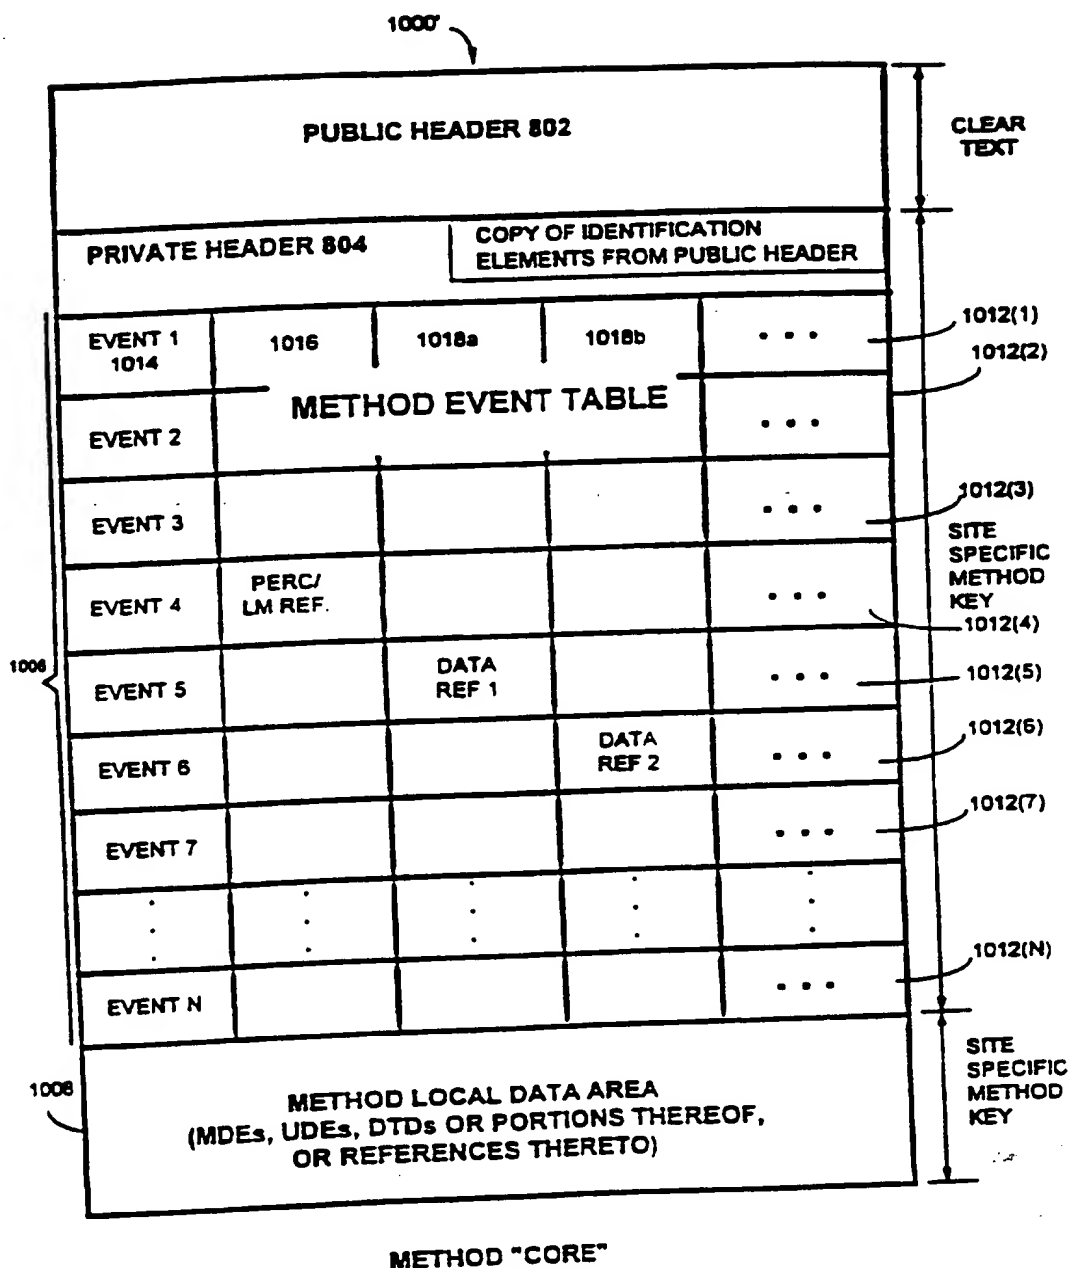 1000'
PUBLIC HEADER 802
CLEAR
TEXT
PRIVATE HEADER 804
COPY OF IDENTIFICATION
ELEMENTS FROM PUBLIC HEADER
EVENT 1
1014
1016
1018a
1018b
• • •
1012(1)
1012(2)
METHOD EVENT TABLE
EVENT 2
• • •
EVENT 3
• • •
1012(3)
SITE
SPECIFIC
METHOD
KEY
EVENT 4
PERC/
LM REF.
• • •
1012(4)
1006
EVENT 5
DATA
REF 1
• • •
1012(5)
EVENT 6
DATA
REF 2
• • •
1012(6)
EVENT 7
• • •
1012(7)
EVENT N
• • •
1012(N)
1008
METHOD LOCAL DATA AREA
(MDEs, UDEs, DTDs OR PORTIONS THEREOF,
OR REFERENCES THERETO)
SITE
SPECIFIC
METHOD
KEY
METHOD "CORE"